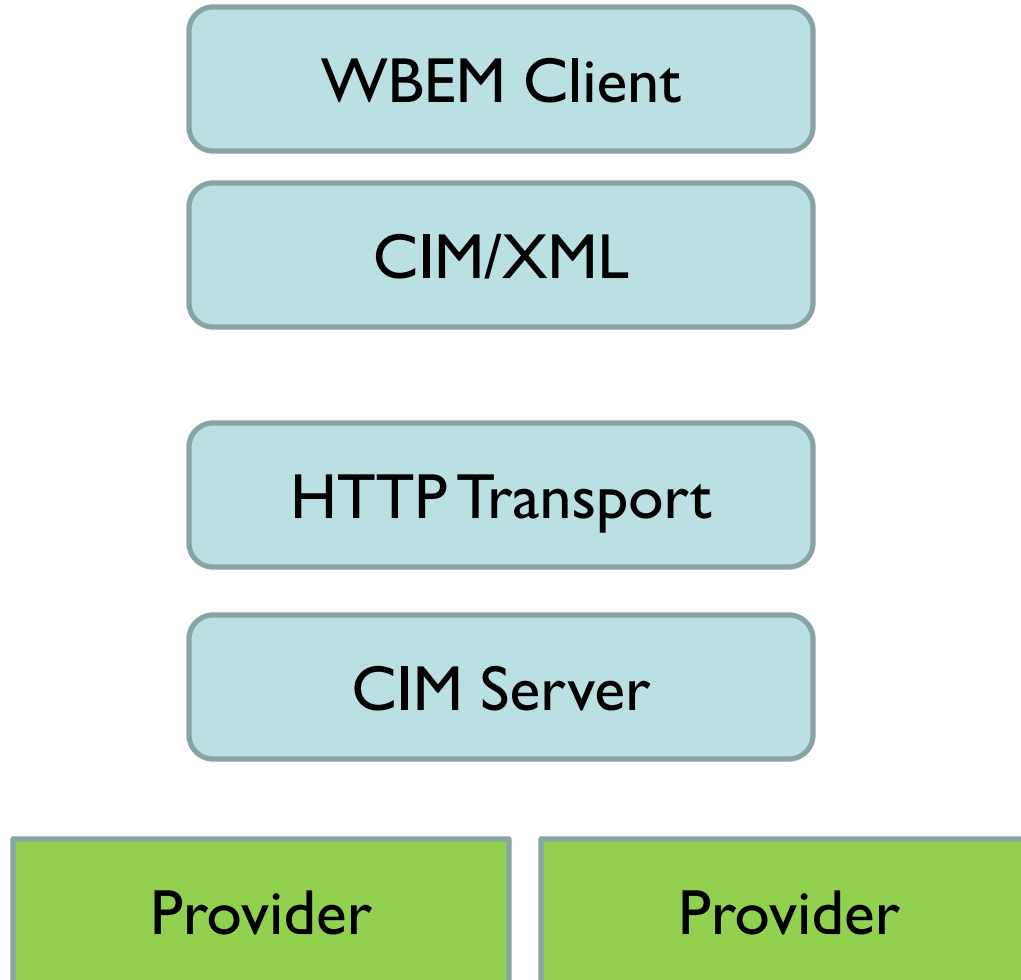 WBEM Client
CIM/XML
HTTP Transport
CIM Server
Provider
Provider